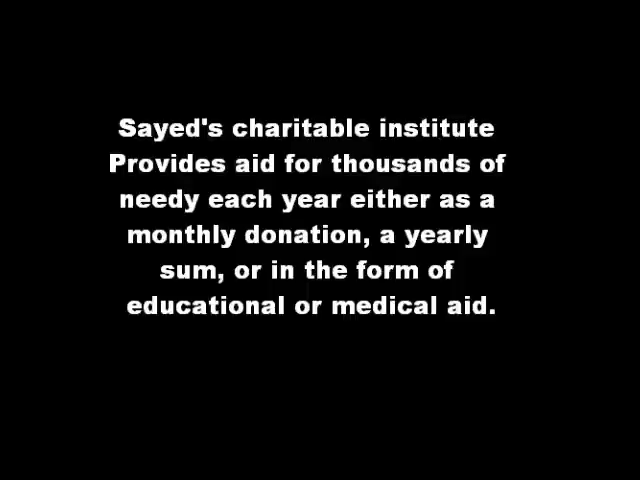 Sayed's charitable institute
Provides aid for thousands of
needy each year either as a
monthly donation, a yearly
sum, or in the form of
educational or medical aid.